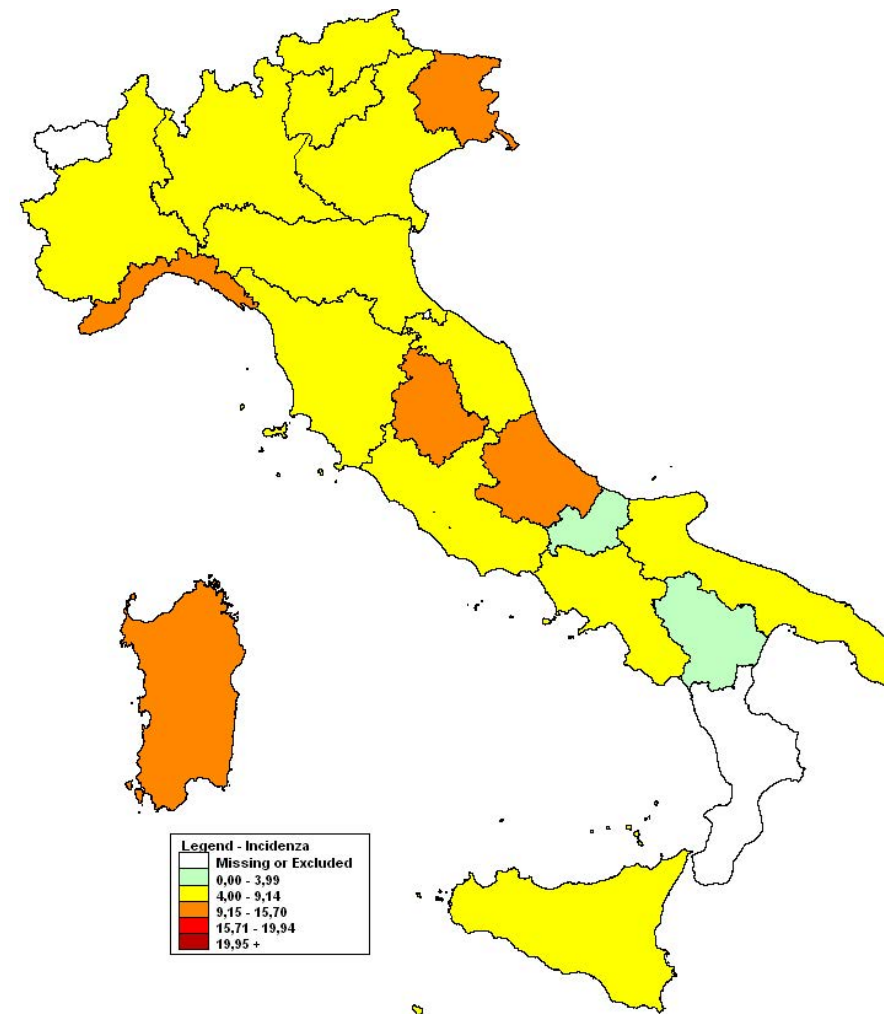 Legend - Incidenza
Missing or Excluded
0,00 - 3,99
4,00 - 9,14
9,15 - 15,70
15,71 - 19,94
19,95 +